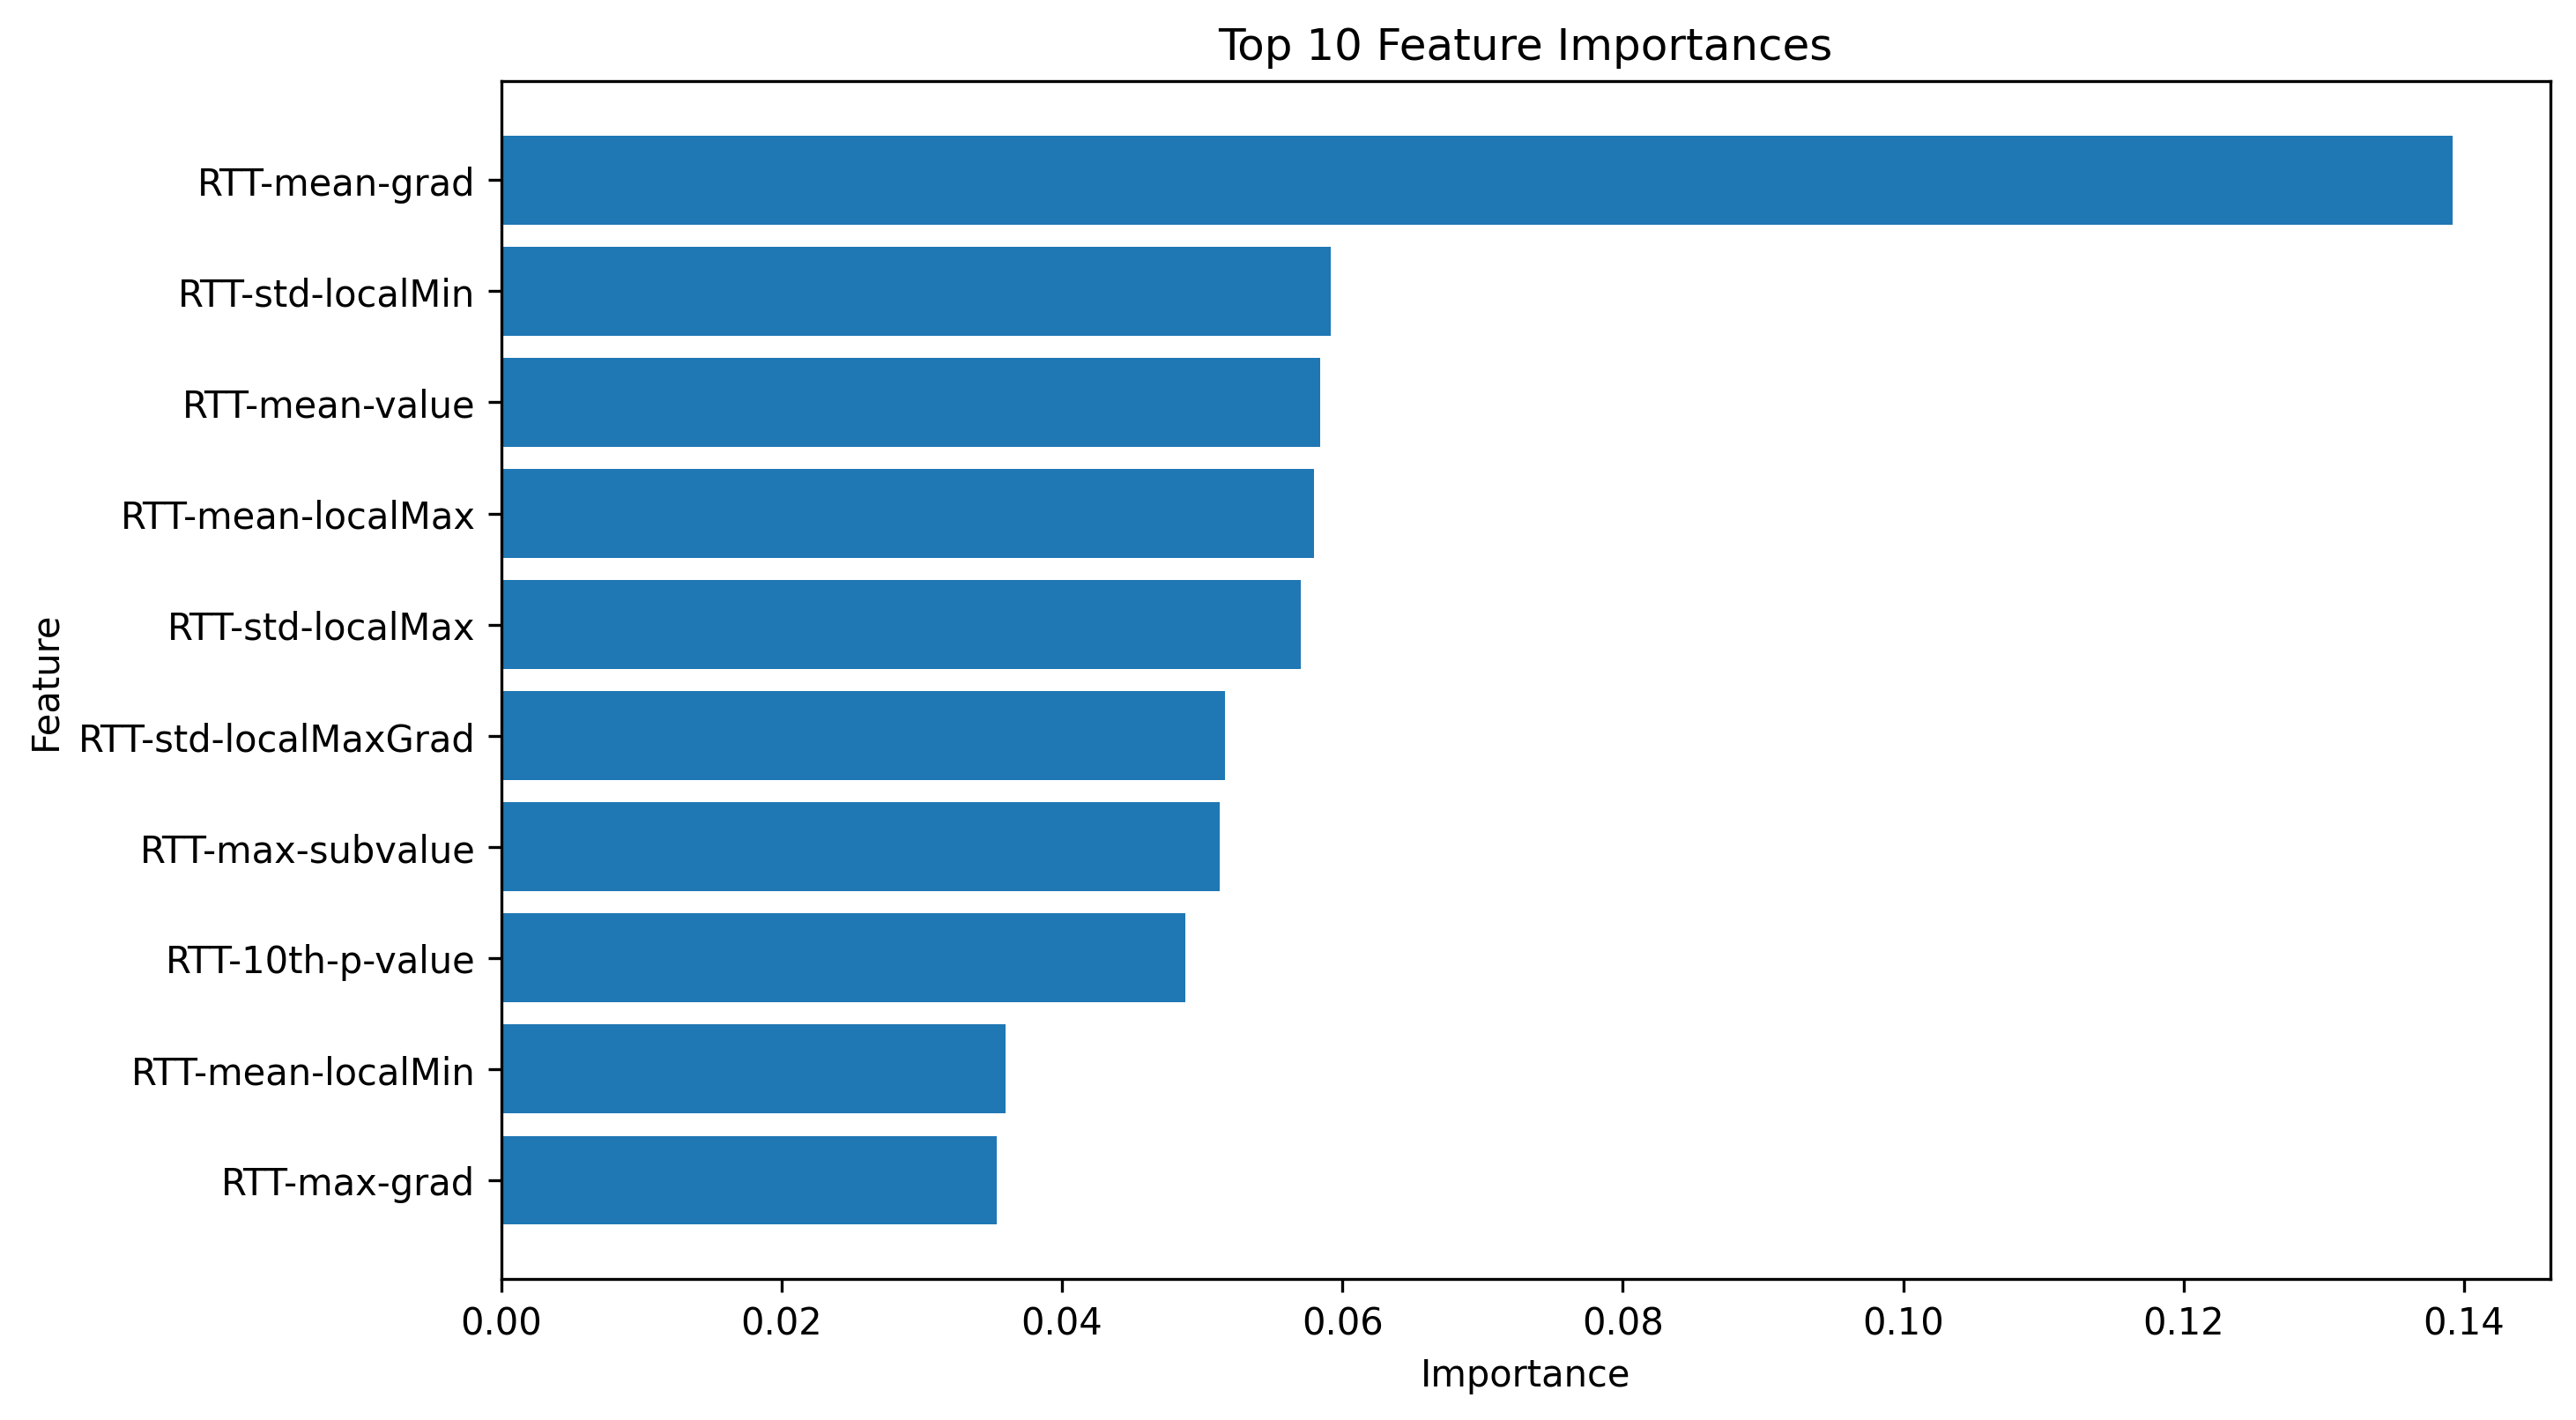 Top 10 Feature Importances
RTT-mean-grad
RTT-std-localMin
RTT-mean-value
RTT-mean-localMax
RTT-std-localMax
RTT-std-localMaxGrad
RTT-max-subvalue
RTT-10th-p-value
RTT-mean-localMin
RTT-max-grad
Feature
0.00 0.02 0.04 0.06 0.08 0.10 0.12 0.14
Importance